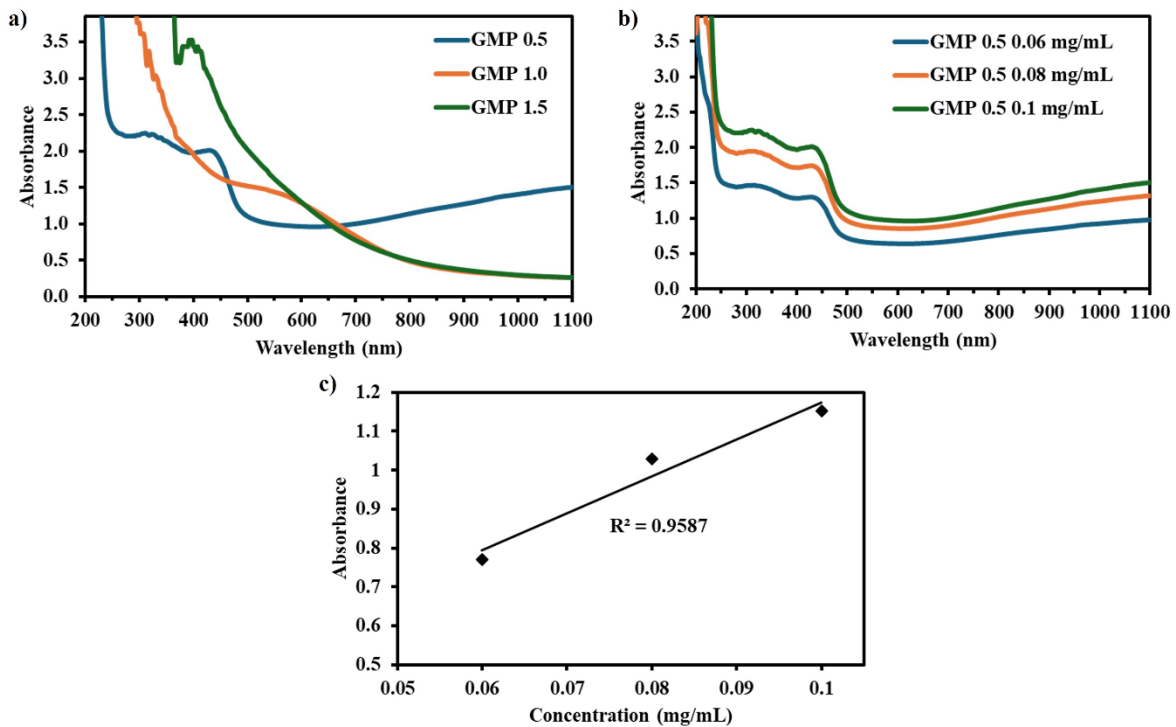 a)
3.5
3.0
2.5
2.0
1.5
1.0
0.5
0.0
Absorbance
GMP 0.5
GMP 1.0
GMP 1.5
200 300 400 500 600 700 800 900 1000 1100
Wavelength (nm)
b)
3.5
3.0
2.5
2.0
1.5
1.0
0.5
0.0
Absorbance
GMP 0.5 0.06 mg/mL
GMP 0.5 0.08 mg/mL
GMP 0.5 0.1 mg/mL
200 300 400 500 600 700 800 900 1000 1100
Wavelength (nm)
c)
1.2
1.1
1
0.9
0.8
0.7
0.6
0.5
Absorbance
R² = 0.9587
0.05 0.06 0.07 0.08 0.09 0.1
Concentration (mg/mL)